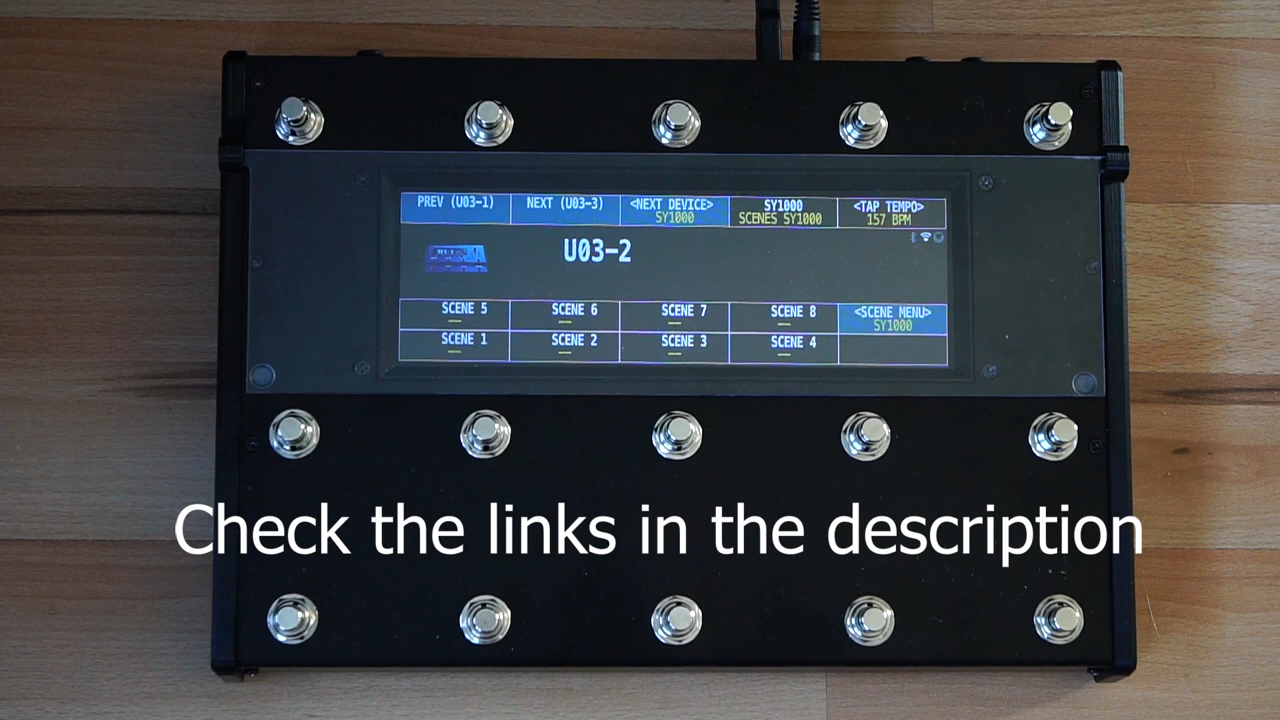 PREV (U03-1) NEXT (U03-3) <NEXT DEVICE> SY1000 <TAP TEMPO>
SY1000 SCENES SY1000 157 BPM
U03-2
SCENE 5 SCENE 6 SCENE 7 SCENE 8 <SCENE MENU>
SY1000
SCENE 1 SCENE 2 SCENE 3 SCENE 4
Check the links in the description